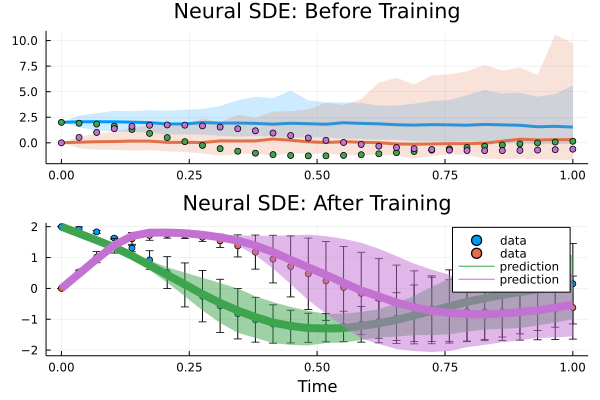 Neural SDE: Before Training
10.0
7.5
5.0
2.5
0.0
0.00 0.25 0.50 0.75 1.00
Neural SDE: After Training
2
1
0
−1
−2
data
data
prediction
prediction
0.00 0.25 0.50 0.75 1.00
Time